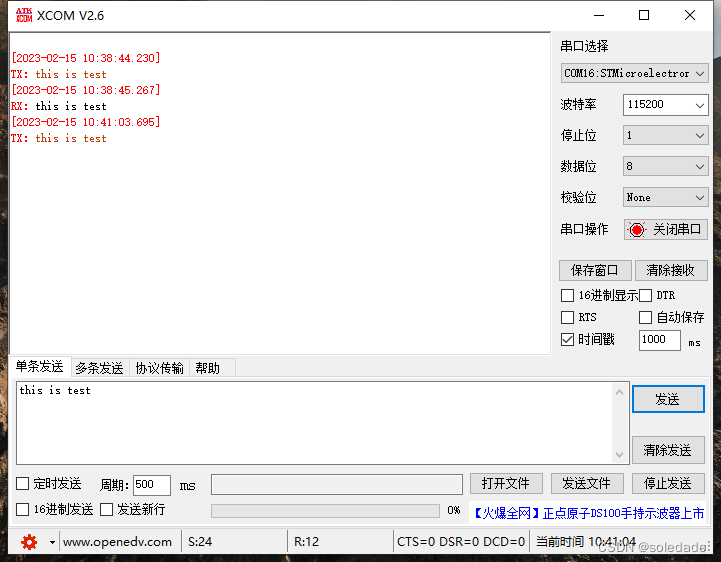 XCOM V2.6
[2023-02-15 10:38:44.230]
TX: this is test
[2023-02-15 10:38:45.267]
RX: this is test
[2023-02-15 10:41:03.695]
TX: this is test
串口选择
COM16:STMicroelectror
波特率 115200
停止位 1
数据位 8
校验位 None
串口操作 关闭串口
保存窗口 清除接收
16进制显示 DTR
RTS 自动保存
时间戳 1000 ms
单条发送 多条发送 协议传输 帮助
this is test
发送
清除发送
定时发送 周期: 500 ms 打开文件 发送文件 停止发送
16进制发送 发送新行 0% 【火爆全网】正点原子DS100手持示波器上市
www.openedv.com S:24 R:12 CTS=0 DSR=0 DCD=0 当前时间 10:41:04
CSDN @soledade